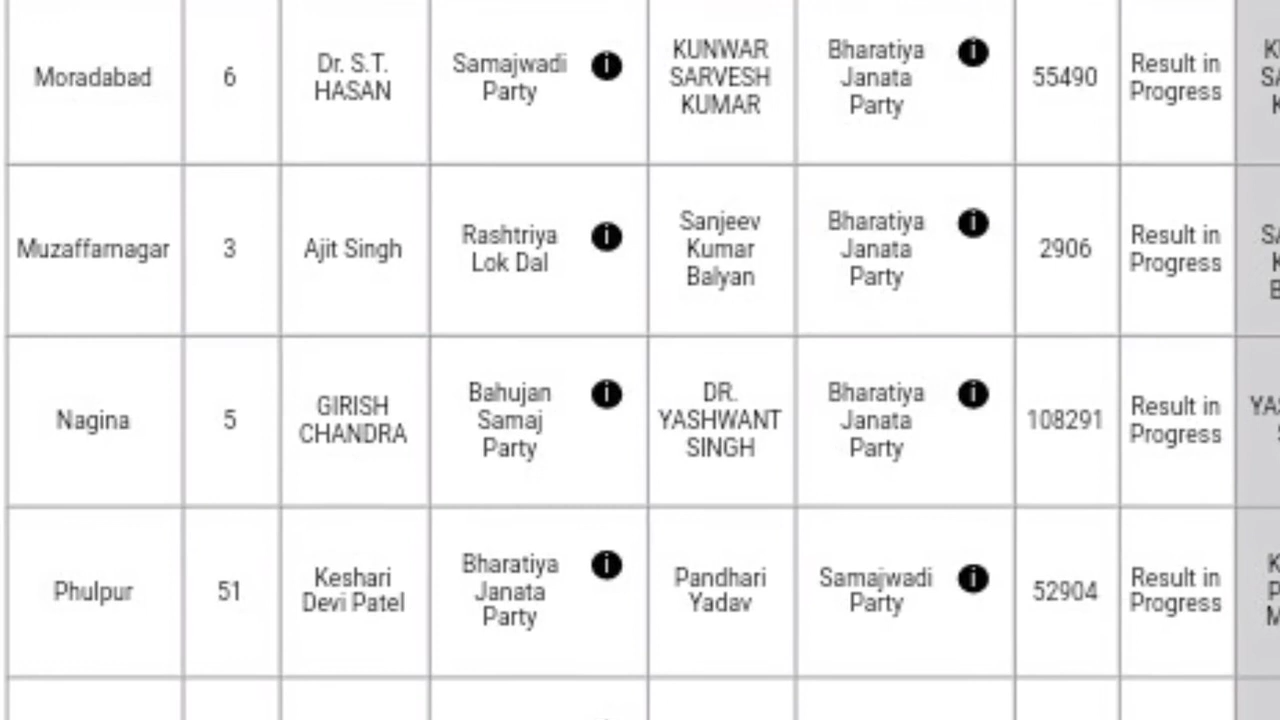 Moradabad 6 Dr. S.T. HASAN Samajwadi Party i KUNWAR SARVESH KUMAR Bharatiya Janata Party i 55490 Result in Progress
Muzaffarnagar 3 Ajit Singh Rashtriya Lok Dal i Sanjeev Kumar Balyan Bharatiya Janata Party i 2906 Result in Progress
Nagina 5 GIRISH CHANDRA Bahujan Samaj Party i DR. YASHWANT SINGH Bharatiya Janata Party i 108291 Result in Progress
Phulpur 51 Keshari Devi Patel Bharatiya Janata Party i Pandhari Yadav Samajwadi Party i 52904 Result in Progress